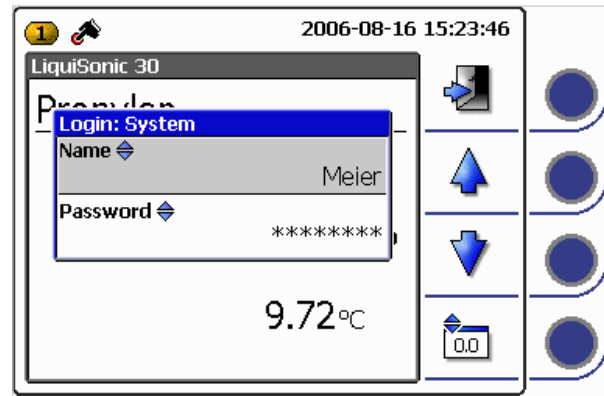 1
2006-08-16 15:23:46
LiquiSonic 30
Login: System
Name
Meier
Password
********
9.72 °C
0.0